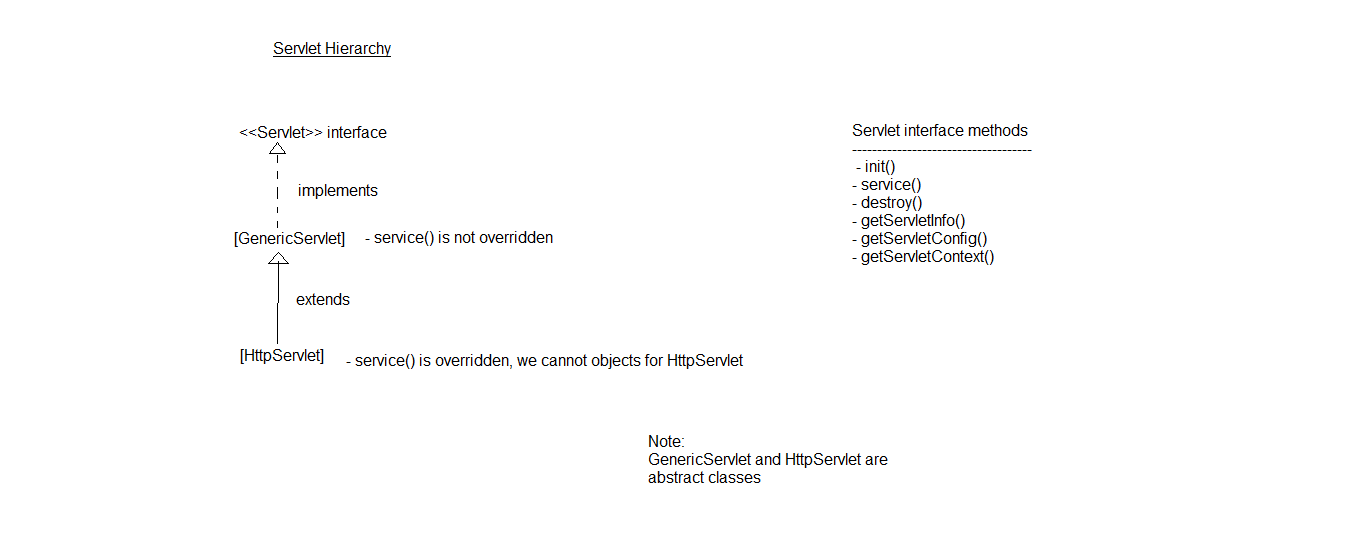 Servlet Hierarchy
<<Servlet>> interface
implements
[GenericServlet] - service() is not overridden
extends
[HttpServlet] - service() is overridden, we cannot objects for HttpServlet
Servlet interface methods
------------------------------------
- init()
- service()
- destroy()
- getServletInfo()
- getServletConfig()
- getServletContext()
Note:
GenericServlet and HttpServlet are
abstract classes